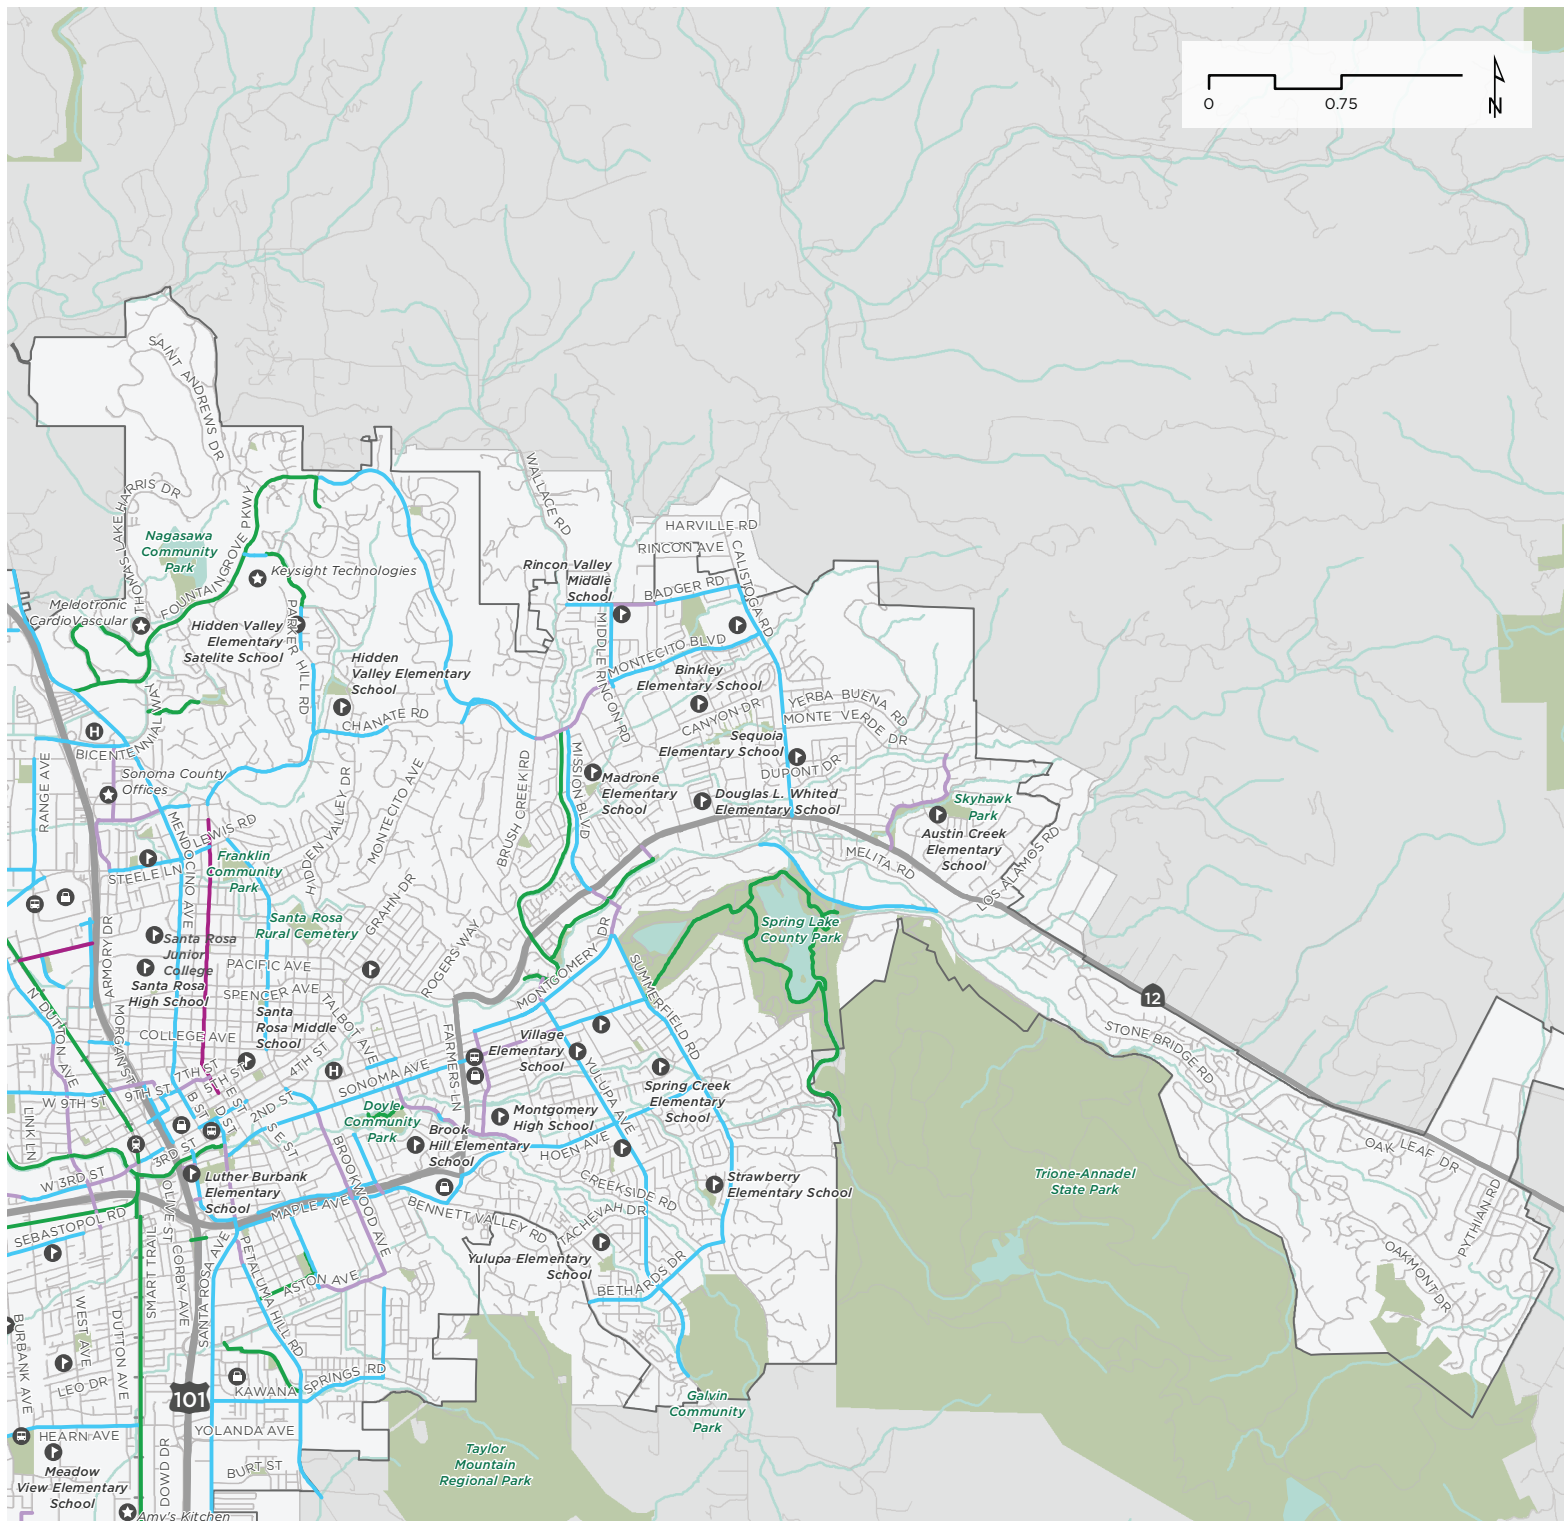 0
0.75
N
SAINT ANDREWS DR
THOMAS LAKE HARRIS DR
WALLACE RD
HARVILLE RD
RINCON AVE
CALISTOGA RD
Nagasawa
Community
Park
FOUNTAINGROVE PKWY
Keysight Technologies
Rincon Valley
Middle
School
BADGER RD
Meldotronic
CardioVascular
Hidden Valley
Elementary
Satelite School
PARKER HILL RD
Hidden
Valley Elementary
School
MIDDLE RINCON RD
MONTECITO BLVD
Binkley
Elementary School
YERBA BUENA RD
MONTE VERDE DR
CANYON DR
CHANATE RD
BICENTENNIAL WAY
Sequoia
Elementary School
DUPONT DR
Sonoma County
Offices
RANGE AVE
MISSION BLVD
Madrone
Elementary
School
Douglas L. Whited
Elementary School
Skyhawk
Park
Austin Creek
Elementary
School
BRUSH CREEK RD
MONTECITO AVE
HIDDEN VALLEY DR
MENDOCINO AVE
LEWIS RD
STEELE LN
Franklin
Community
Park
MELITA RD
LOS ALAMOS RD
GRAHN DR
Santa Rosa
Rural Cemetery
Spring Lake
County Park
ARMORY DR
Santa Rosa
Junior
College
Santa Rosa
High School
PACIFIC AVE
SPENCER AVE
ROGERS WAY
MONTGOMERY DR
SUMMERFIELD RD
12
N DUTTON AVE
MORGAN ST
COLLEGE AVE
Santa
Rosa Middle
School
TALBOT AVE
FARMERS LN
Village
Elementary
School
STONE BRIDGE RD
4TH ST
7TH ST
9TH ST
5TH ST
E ST
SONOMA AVE
YULUPA AVE
Spring Creek
Elementary
School
W 9TH ST
B ST
D ST
2ND ST
SE ST
Doyle
Community
Park
Montgomery
High School
Brook
Hill Elementary
School
HOEN AVE
LINK LN
3RD ST
W 3RD ST
BROOKWOOD AVE
OAK LEAF DR
Luther Burbank
Elementary
School
CREEKSIDE RD
Strawberry
Elementary School
Trione-Annadel
State Park
SEBASTOPOL RD
OLIVE ST
MAPLE AVE
BENNETT VALLEY RD
TACHEVAH DR
PYTHIAN RD
Yulupa Elementary
School
OAKMONT DR
SMART TRAIL
CORBY AVE
SANTA ROSA AVE
PETALUMA HILL RD
ASTON AVE
BETHARDS DR
BURBANK AVE
WEST AVE
DUTTON AVE
LEO DR
101
KAWANA SPRINGS RD
Galvin
Community
Park
HEARN AVE
YOLANDA AVE
Taylor
Mountain
Regional Park
Meadow
View Elementary
School
DOWD DR
BURT ST
Amy's Kitchen